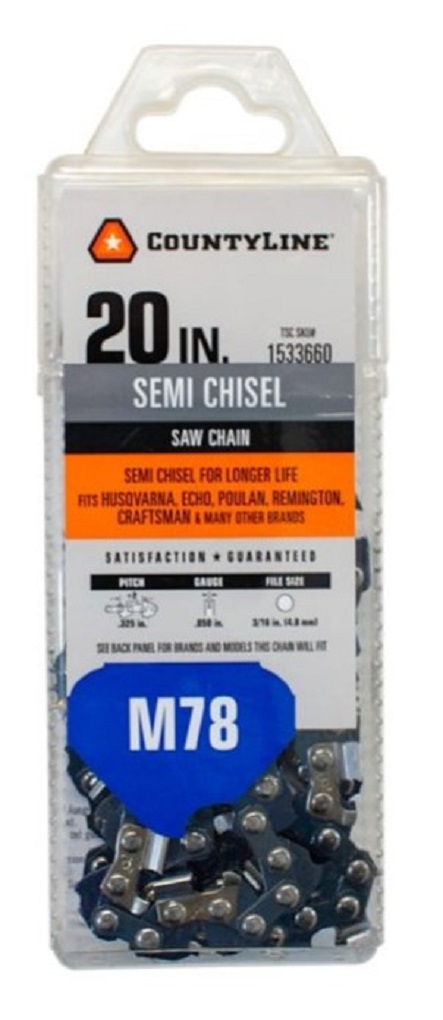 COUNTYLINE
20 IN.
TSC SKU#
1533660
SEMI CHISEL
SAW CHAIN
SEMI CHISEL FOR LONGER LIFE
FITS HUSQVARNA, ECHO, POULAN, REMINGTON,
CRAFTSMAN & MANY OTHER BRANDS
SATISFACTION ★ GUARANTEED
PITCH GAUGE FILE SIZE
.325 in. .050 in. 3/16 in. (4.8 mm)
SEE BACK PANEL FOR BRANDS AND MODELS THIS CHAIN WILL FIT
M78